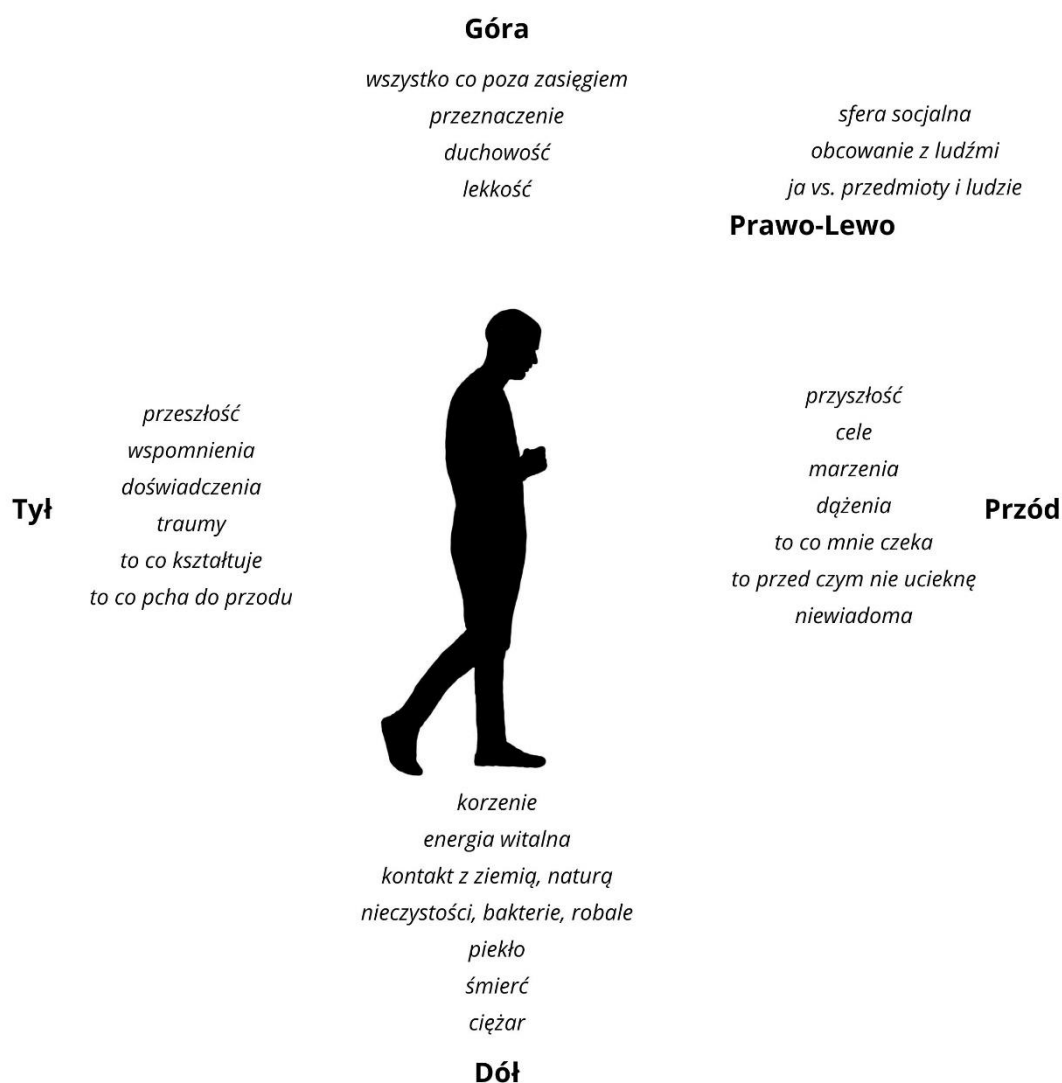 Góra
wszystko co poza zasięgiem
przeznaczenie
duchowość
lekkość
sfera socjalna
obcowanie z ludźmi
ja vs. przedmioty i ludzie
Prawo-Lewo
Tył
przeszłość
wspomnienia
doświadczenia
traumy
to co kształtuje
to co pcha do przodu
przyszłość
cele
marzenia
dążenia
to co mnie czeka
to przed czym nie ucieknę
niewiadoma
Przód
korzenie
energia witalna
kontakt z ziemią, naturą
nieczystości, bakterie, robale
piekło
śmierć
ciężar
Dół